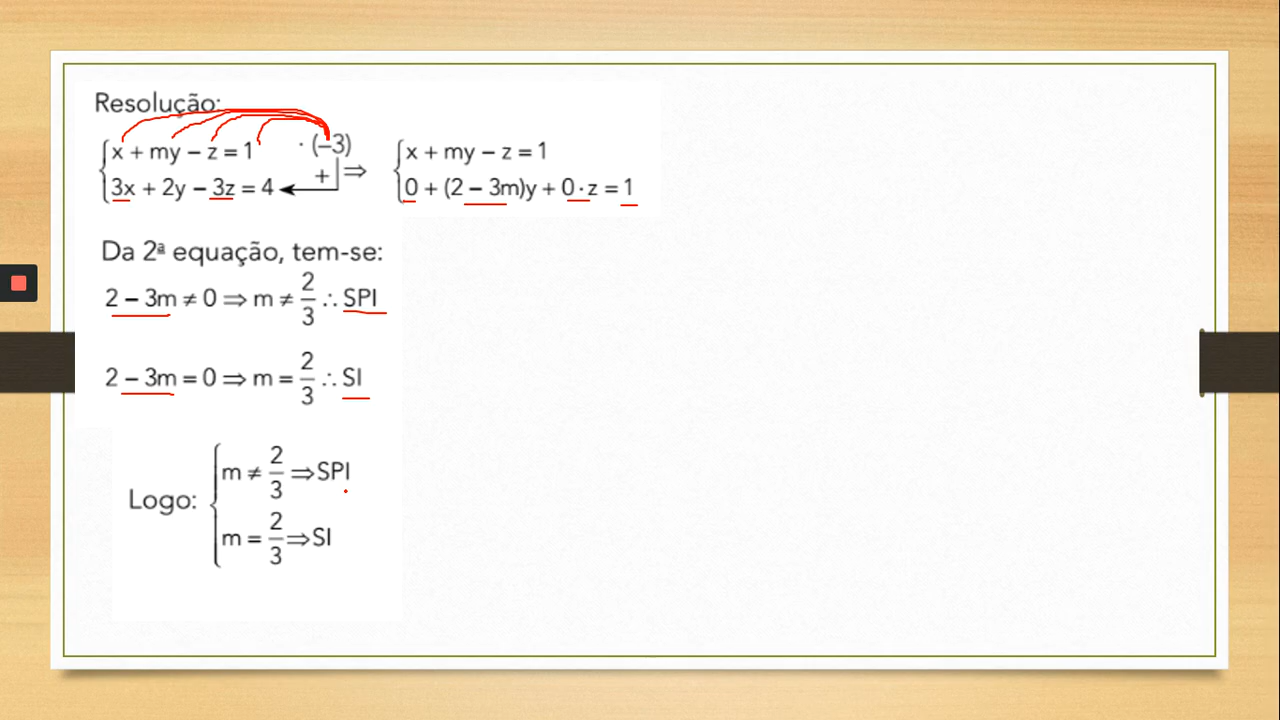 Resolução:
x + my − z = 1 · (−3)
3x + 2y − 3z = 4 + ⇒
x + my − z = 1
0 + (2 − 3m)y + 0 · z = 1
Da 2ª equação, tem-se:
2 − 3m ≠ 0 ⇒ m ≠ 2/3 ∴ SPI
2 − 3m = 0 ⇒ m = 2/3 ∴ SI
Logo:
m ≠ 2/3 ⇒ SPI
m = 2/3 ⇒ SI